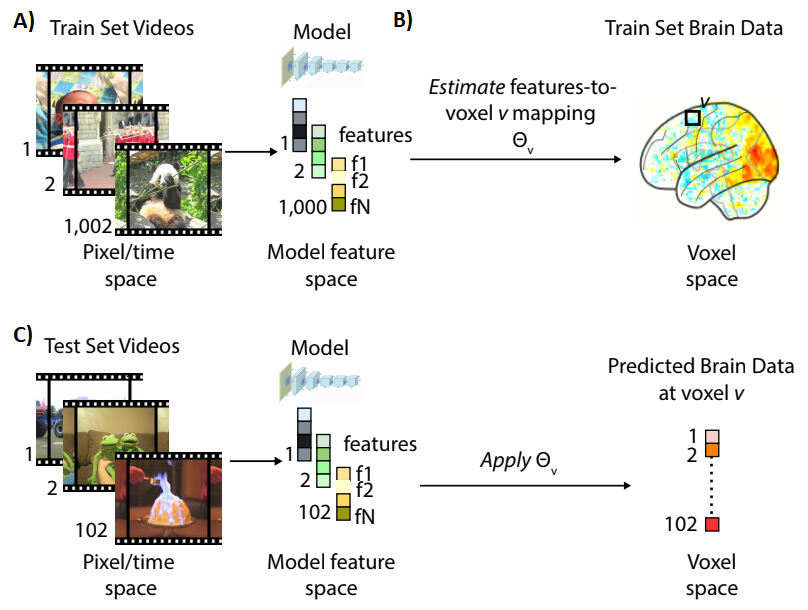 A)
Train Set Videos
1
2
1,002
Pixel/time
space
Model
1
2
1,000
features
f1
f2
fN
Model feature
space
B)
Estimate features-to-
voxel v mapping
Θv
Train Set Brain Data
v
Voxel
space
C)
Test Set Videos
1
2
102
Pixel/time
space
Model
1
2
102
features
f1
f2
fN
Model feature
space
Apply Θv
Predicted Brain Data
at voxel v
1
2
102
Voxel
space